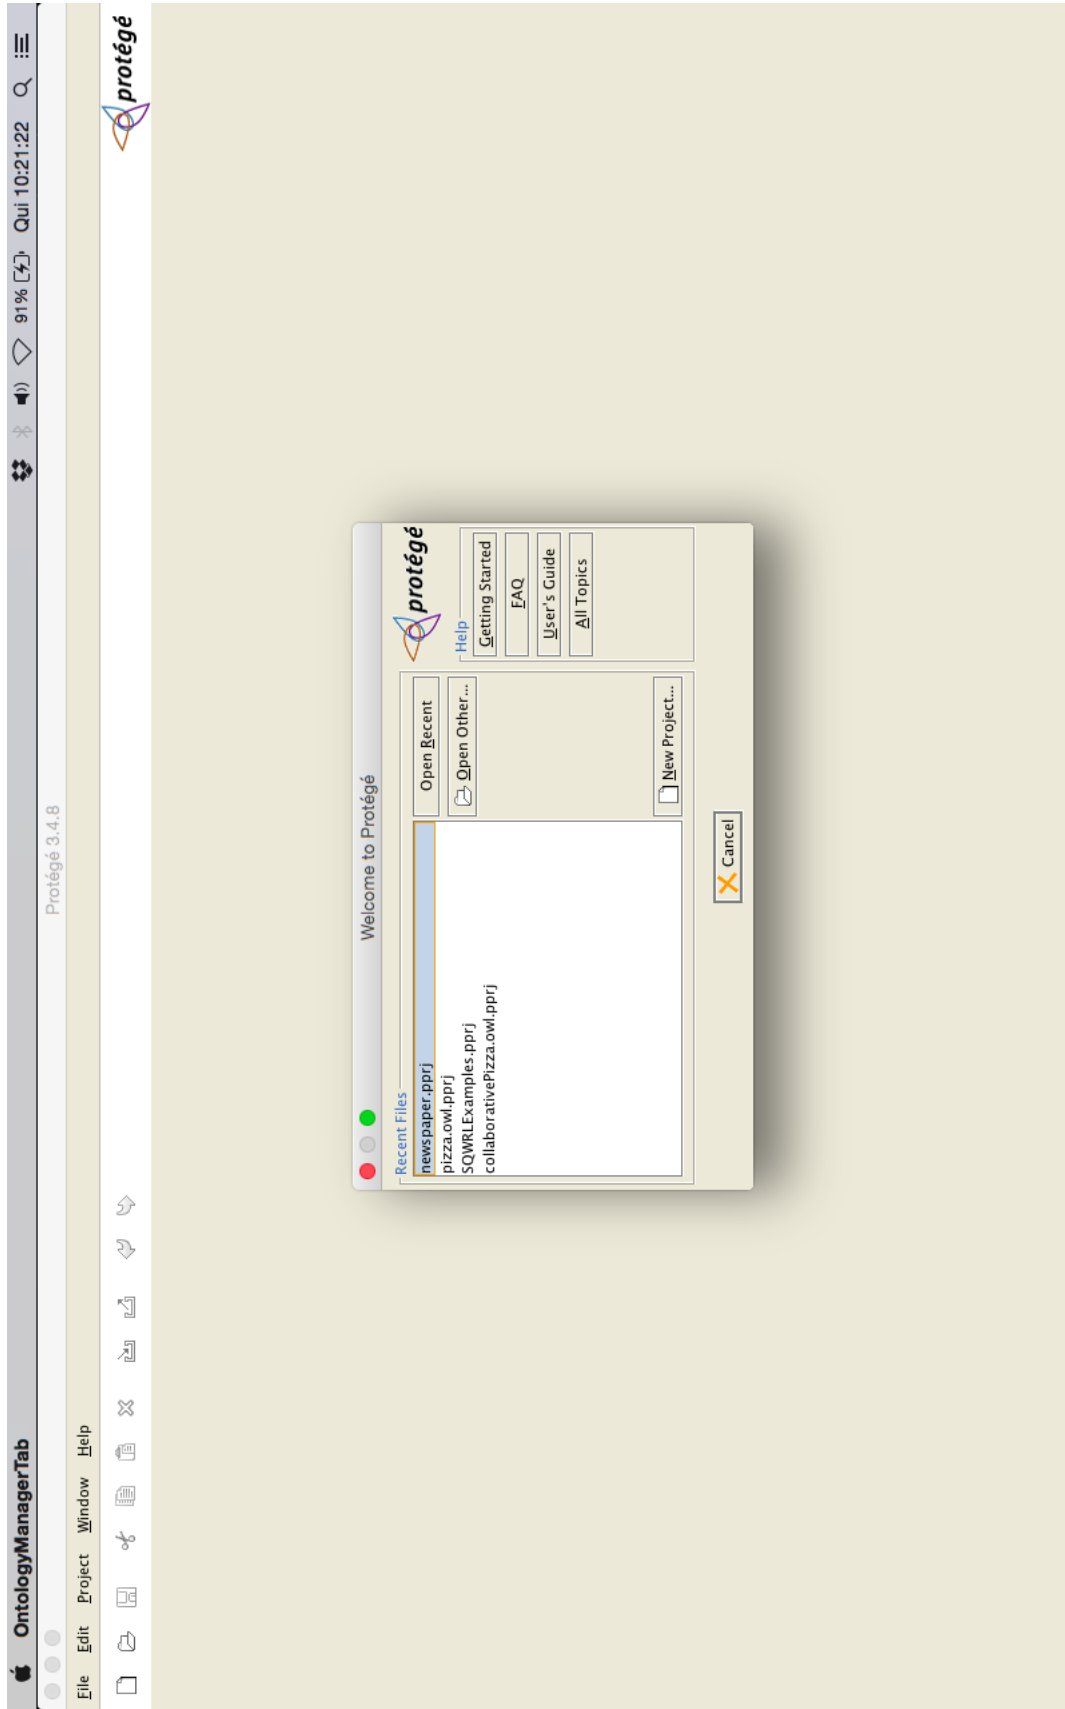 OntologyManagerTab 91% Qui 10:21:22
Protégé 3.4.8
File Edit Project Window Help
protégé
Welcome to Protégé
protégé
Recent Files
newspaper.pprj
pizza.owl.pprj
SQWRLExamples.pprj
collaborativePizza.owl.pprj
Open Recent
Open Other...
New Project...
Help
Getting Started
FAQ
User's Guide
All Topics
Cancel